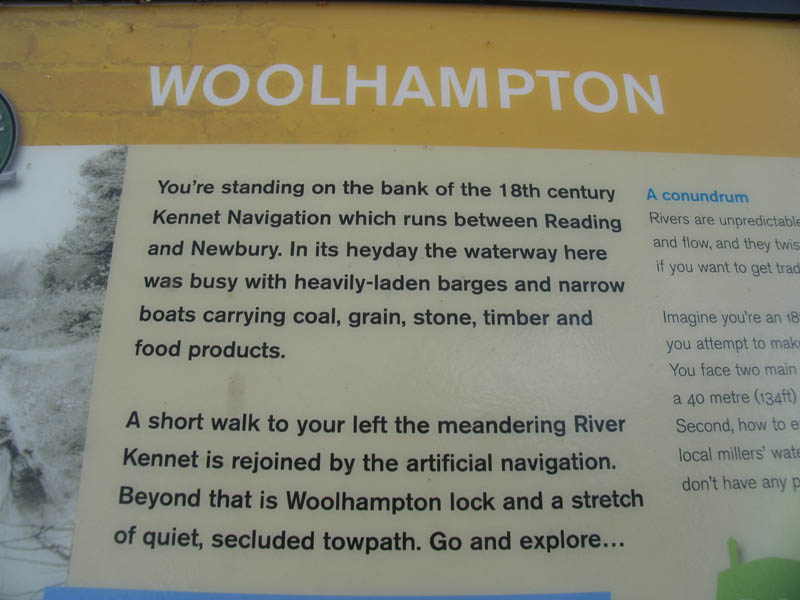 WOOLHAMPTON
You're standing on the bank of the 18th century
Kennet Navigation which runs between Reading
and Newbury. In its heyday the waterway here
was busy with heavily-laden barges and narrow
boats carrying coal, grain, stone, timber and
food products.
A short walk to your left the meandering River
Kennet is rejoined by the artificial navigation.
Beyond that is Woolhampton lock and a stretch
of quiet, secluded towpath. Go and explore...
A conundrum
Rivers are unpredictable
and flow, and they
if you want to get
Imagine you're an
you attempt to
You face two main
a 40 metre (134ft)
Second, how to
local millers'
don't have any